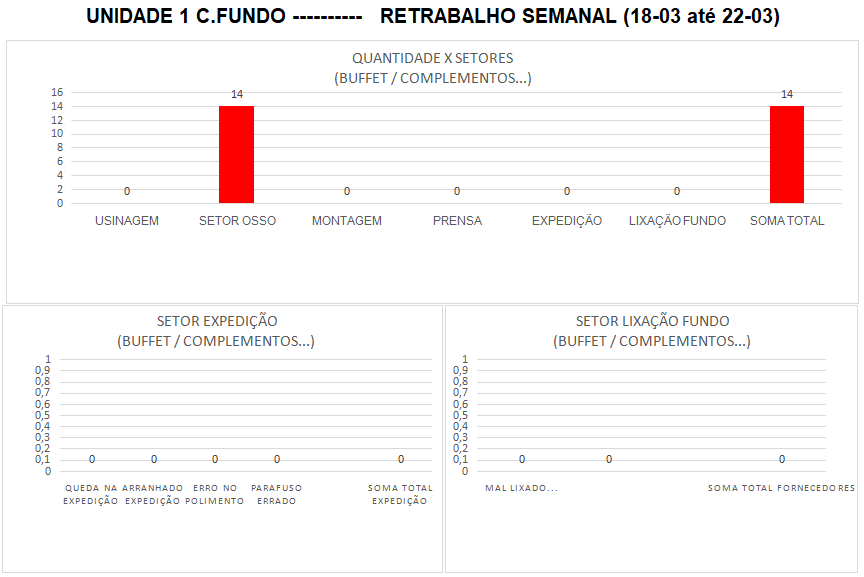 UNIDADE 1 C.FUNDO ---------- RETRABALHO SEMANAL (18-03 até 22-03)
QUANTIDADE X SETORES
(BUFFET / COMPLEMENTOS...)
16
14
12
10
8
6
4
2
0
0 14 0 0 0 0 14
USINAGEM SETOR OSSO MONTAGEM PRENSA EXPEDIÇÃO LIXAÇÃO FUNDO SOMA TOTAL
SETOR EXPEDIÇÃO
(BUFFET / COMPLEMENTOS...)
1
0,9
0,8
0,7
0,6
0,5
0,4
0,3
0,2
0,1
0
0 0 0 0 0
QUEDA NA ARRANHADO ERRO NO PARAFUSO SOMA TOTAL
EXPEDIÇÃO EXPEDIÇÃO POLIMENTO ERRADO EXPEDIÇÃO
SETOR LIXAÇÃO FUNDO
(BUFFET / COMPLEMENTOS...)
1
0,9
0,8
0,7
0,6
0,5
0,4
0,3
0,2
0,1
0
0 0 0
MAL LIXADO... SOMA TOTAL FORNECEDORES